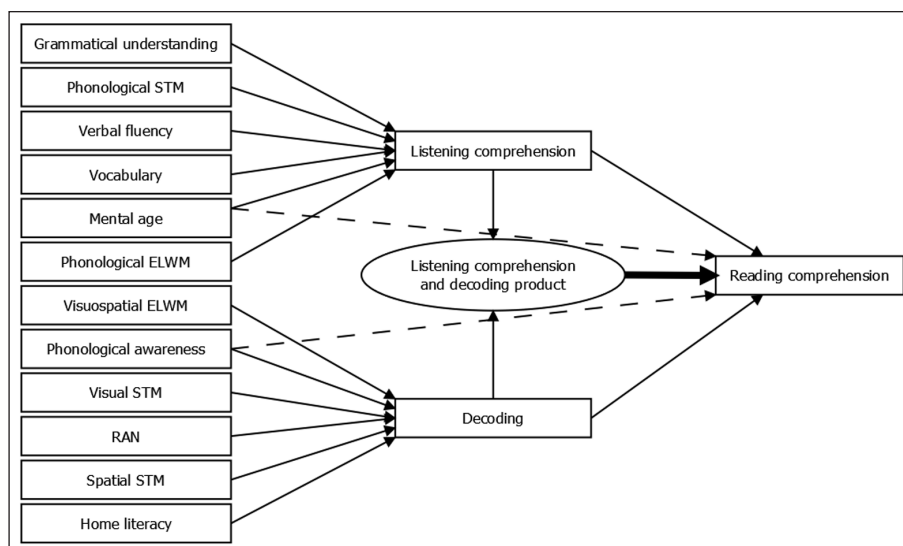 Grammatical understanding
Phonological STM
Verbal fluency
Vocabulary
Mental age
Phonological ELWM
Visuospatial ELWM
Phonological awareness
Visual STM
RAN
Spatial STM
Home literacy
Listening comprehension
Listening comprehension
and decoding product
Decoding
Reading comprehension